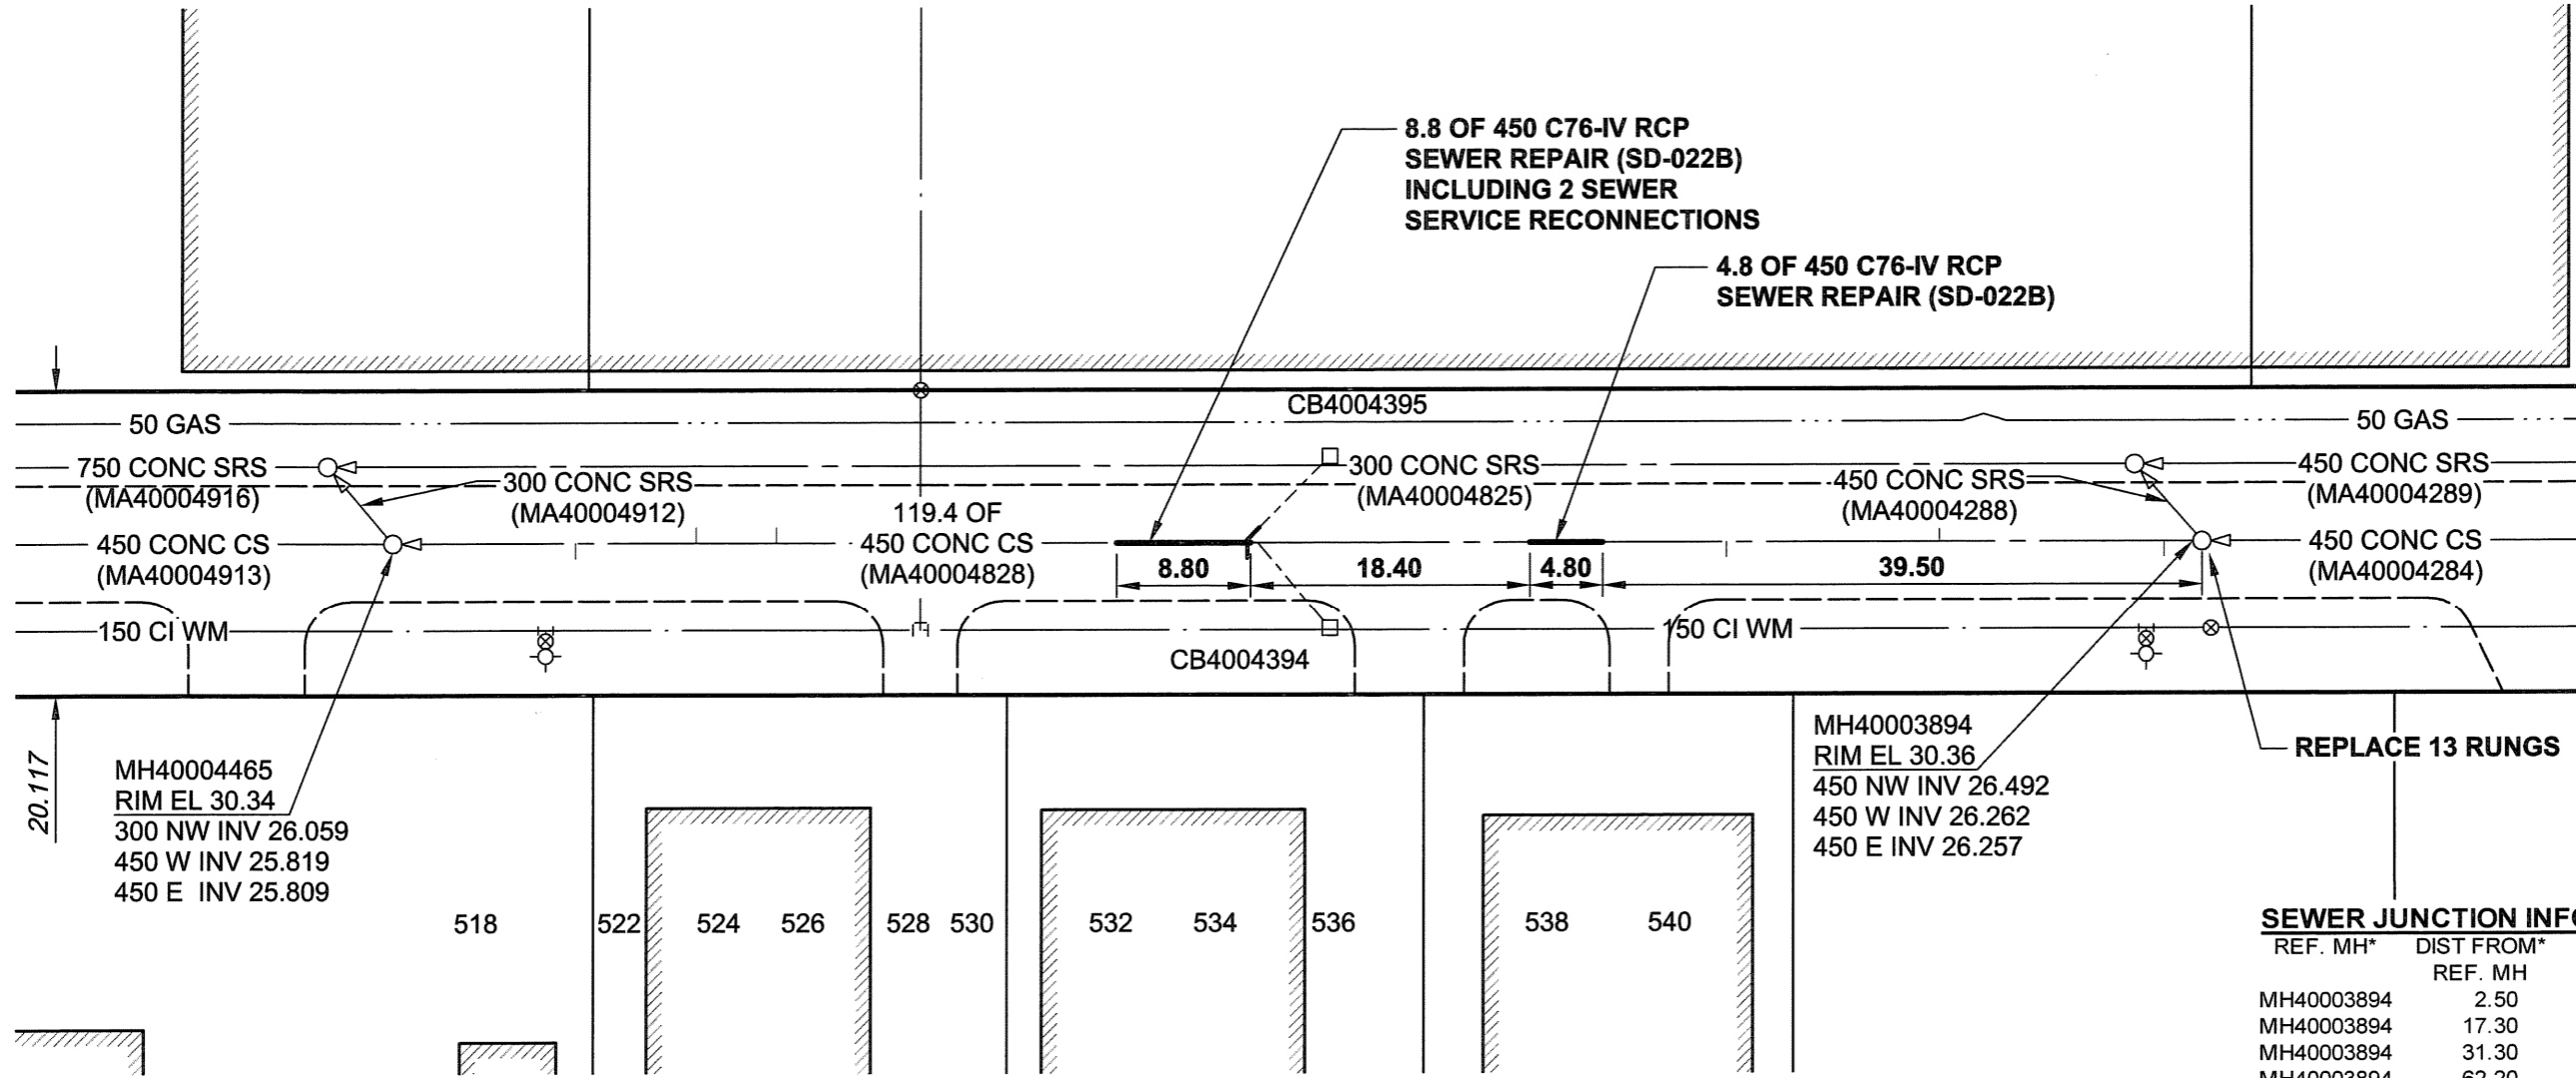 8.8 OF 450 C76-IV RCP
SEWER REPAIR (SD-022B)
INCLUDING 2 SEWER
SERVICE RECONNECTIONS
4.8 OF 450 C76-IV RCP
SEWER REPAIR (SD-022B)
CB4004395
50 GAS
50 GAS
750 CONC SRS
(MA40004916)
300 CONC SRS
(MA40004912)
300 CONC SRS
(MA40004825)
450 CONC SRS
(MA40004288)
450 CONC SRS
(MA40004289)
450 CONC CS
(MA40004913)
119.4 OF
450 CONC CS
(MA40004828)
450 CONC CS
(MA40004284)
8.80
18.40
4.80
39.50
150 CI WM
150 CI WM
CB4004394
20.117
MH40004465
RIM EL 30.34
300 NW INV 26.059
450 W INV 25.819
450 E INV 25.809
MH40003894
RIM EL 30.36
450 NW INV 26.492
450 W INV 26.262
450 E INV 26.257
REPLACE 13 RUNGS
518
522
524
526
528
530
532
534
536
538
540
SEWER JUNCTION INFO
REF. MH* DIST FROM*
REF. MH
MH40003894 2.50
MH40003894 17.30
MH40003894 31.30
MH40003894 62.20